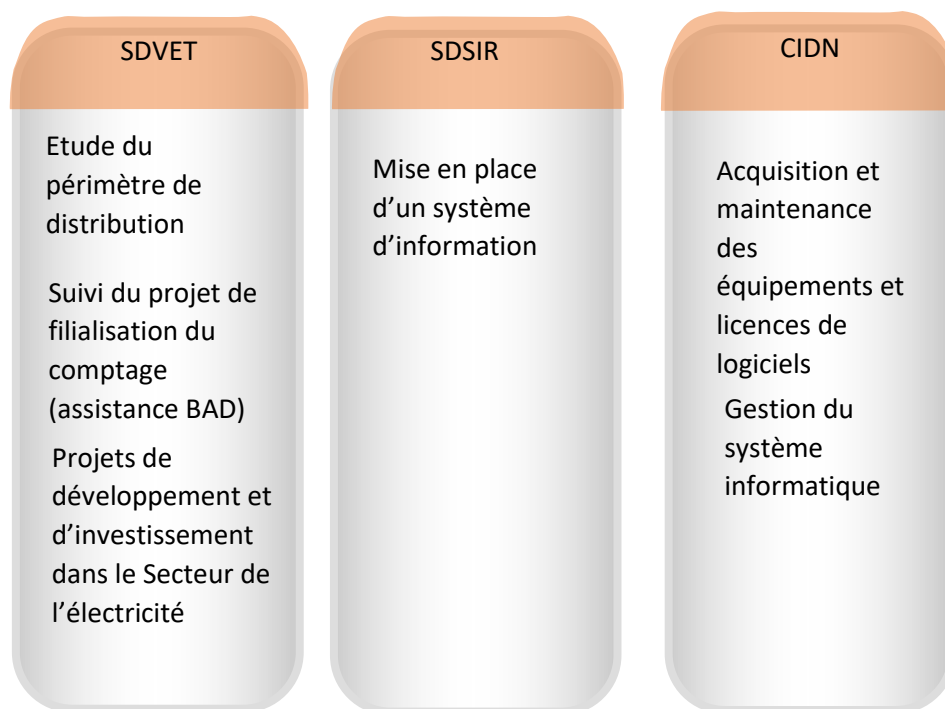 SDVET
Etude du
périmètre de
distribution
Suivi du projet de
filialisation du
comptage
(assistance BAD)
Projets de
développement et
d’investissement
dans le Secteur de
l’électricité
SDSIR
Mise en place
d’un système
d’information
CIDN
Acquisition et
maintenance
des
équipements et
licences de
logiciels
Gestion du
système
informatique